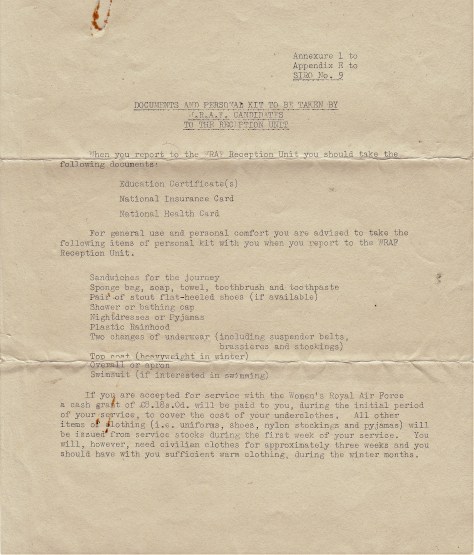 Annexure 1 to
Appendix H to
SIRO No. 9
DOCUMENTS AND PERSONAL KIT TO BE TAKEN BY
W.R.A.F. CANDIDATES
TO THE RECEPTION UNIT
When you report to the WRAF Reception Unit you should take the
following documents:
Education Certificate(s)
National Insurance Card
National Health Card
For general use and personal comfort you are advised to take the
following items of personal kit with you when you report to the WRAF
Reception Unit.
Sandwiches for the journey
Sponge bag, soap, towel, toothbrush and toothpaste
Pair of stout flat-heeled shoes (if available)
Shower or bathing cap
Nightdresses or Pyjamas
Plastic Rainhood
Two changes of underwear (including suspender belts,
brassieres and stockings)
Top coat (heavyweight in winter)
Overall or apron
Swimsuit (if interested in swimming)
If you are accepted for service with the Women's Royal Air Force
a cash grant of £8.18s.0d. will be paid to you, during the initial period
of your service, to cover the cost of your underclothes. All other
items of clothing (i.e. uniforms, shoes, nylon stockings and pyjamas) will
be issued from service stocks during the first week of your service. You
will, however, need civilian clothes for approximately three weeks and you
should have with you sufficient warm clothing, during the winter months.